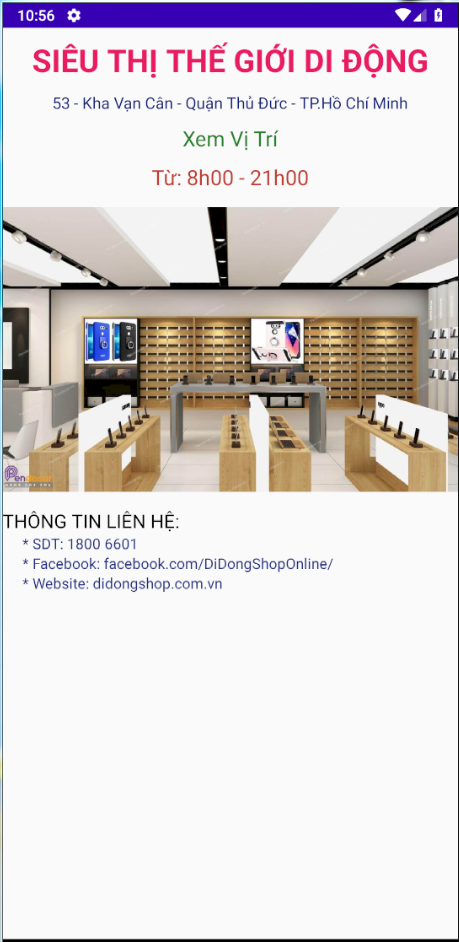 10:56
SIÊU THỊ THẾ GIỚI DI ĐỘNG
53 - Kha Vạn Cân - Quận Thủ Đức - TP.Hồ Chí Minh
Xem Vị Trí
Từ: 8h00 - 21h00
THÔNG TIN LIÊN HỆ:
* SDT: 1800 6601
* Facebook: facebook.com/DiDongShopOnline/
* Website: didongshop.com.vn